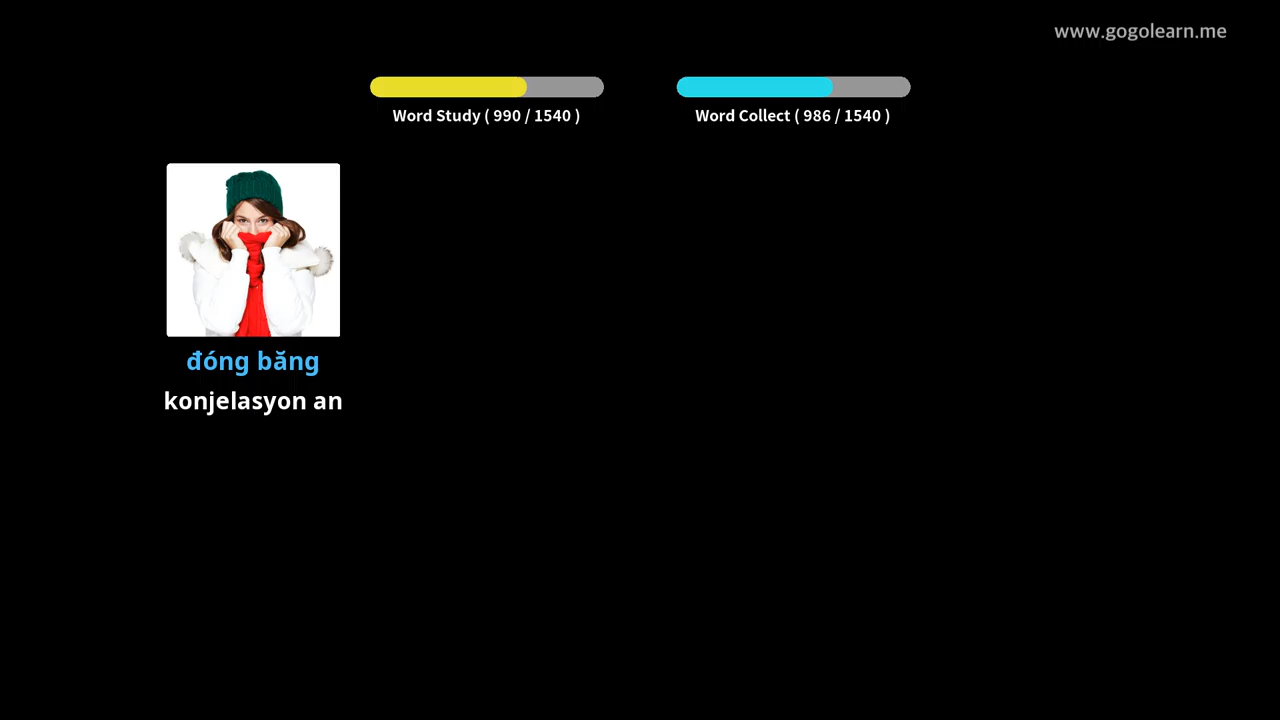 www.gogolearn.me
Word Study ( 990 / 1540 )
Word Collect ( 986 / 1540 )
đóng băng
konjelasyon an